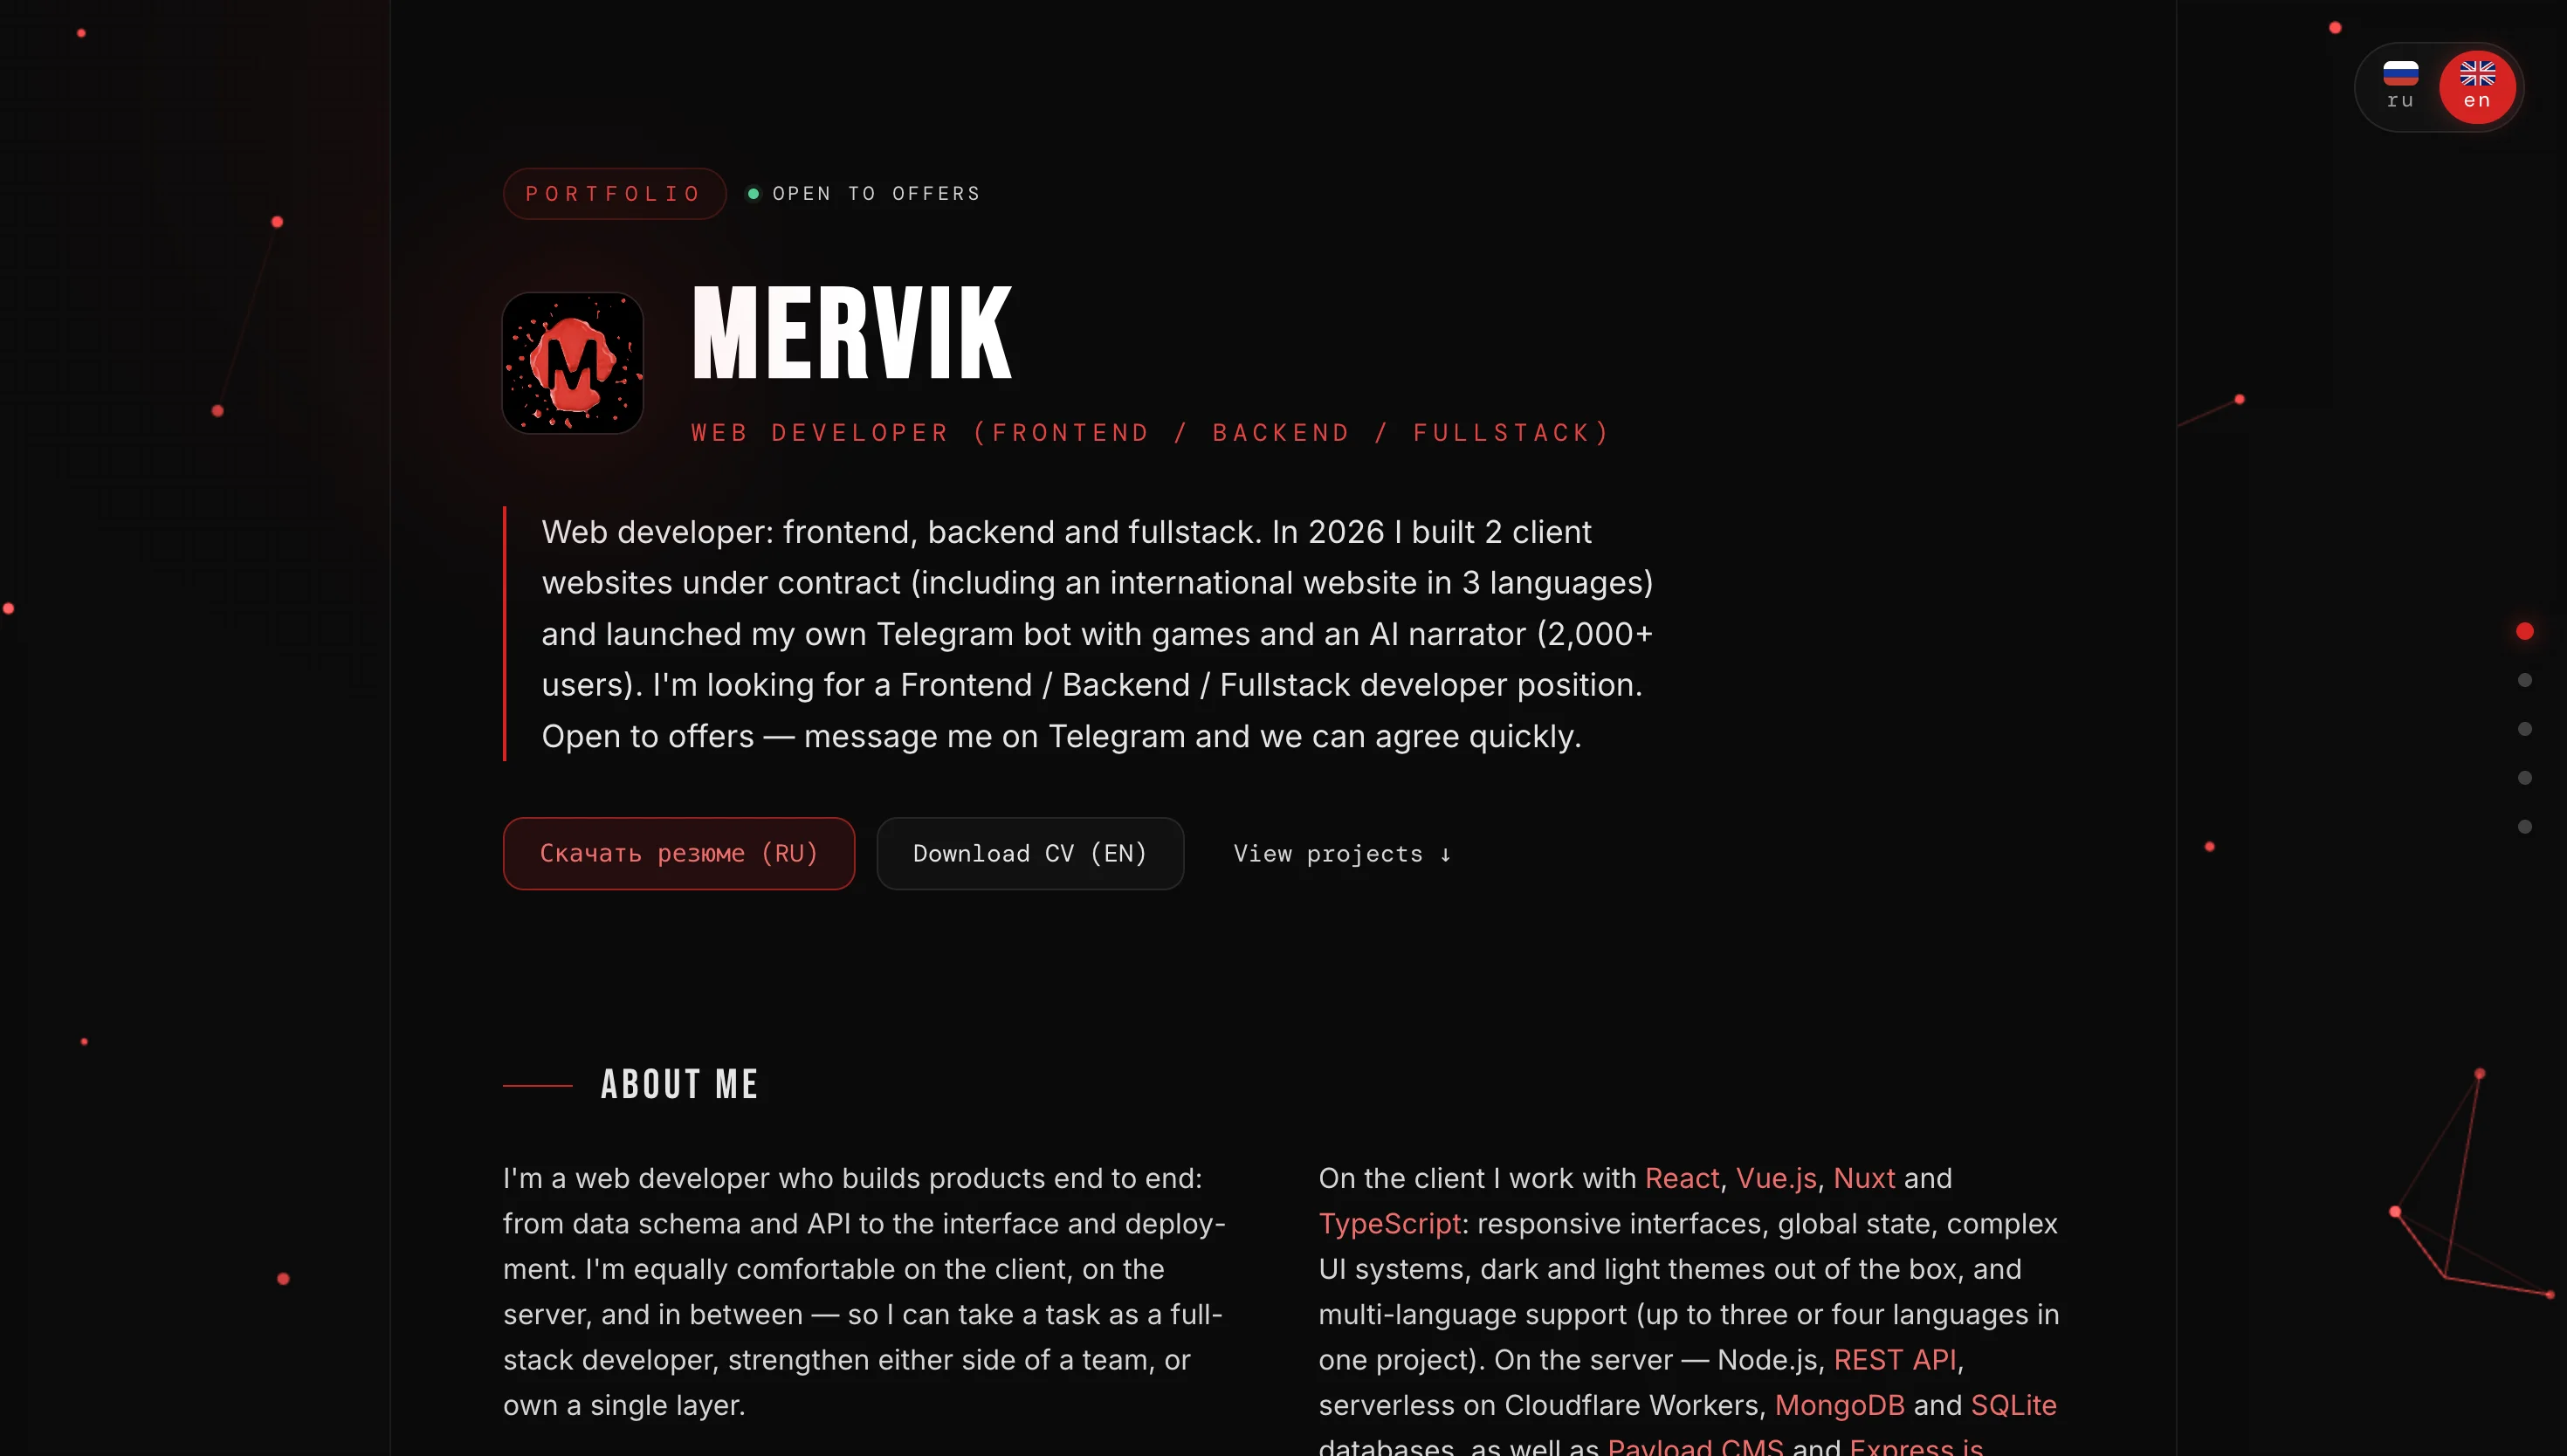 ru
en
PORTFOLIO
OPEN TO OFFERS
M
MERVIK
WEB DEVELOPER (FRONTEND / BACKEND / FULLSTACK)
Web developer: frontend, backend and fullstack. In 2026 I built 2 client
websites under contract (including an international website in 3 languages)
and launched my own Telegram bot with games and an AI narrator (2,000+
users). I'm looking for a Frontend / Backend / Fullstack developer position.
Open to offers — message me on Telegram and we can agree quickly.
Скачать резюме (RU)
Download CV (EN)
View projects ↓
ABOUT ME
I'm a web developer who builds products end to end:
from data schema and API to the interface and deploy-
ment. I'm equally comfortable on the client, on the
server, and in between — so I can take a task as a full-
stack developer, strengthen either side of a team, or
own a single layer.
On the client I work with React, Vue.js, Nuxt and
TypeScript: responsive interfaces, global state, complex
UI systems, dark and light themes out of the box, and
multi-language support (up to three or four languages in
one project). On the server — Node.js, REST API,
serverless on Cloudflare Workers, MongoDB and SQLite
databases, as well as Payload CMS and Express.js